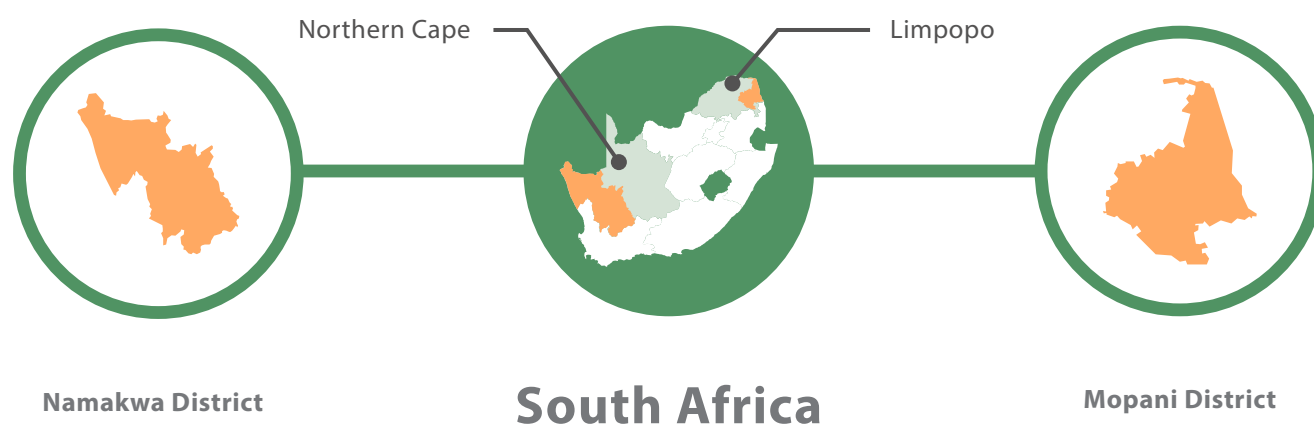 Northern Cape
Limpopo
Namakwa District
South Africa
Mopani District